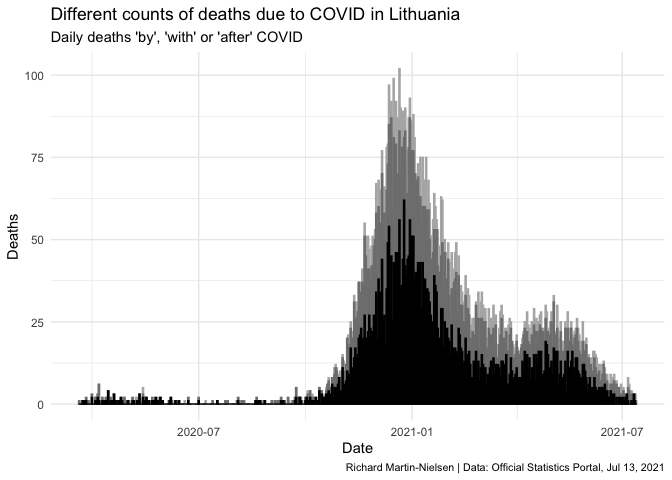 Different counts of deaths due to COVID in Lithuania
Daily deaths 'by', 'with' or 'after' COVID
100
75
50
25
0
Deaths
2020-07
2021-01
2021-07
Date
Richard Martin-Nielsen | Data: Official Statistics Portal, Jul 13, 2021